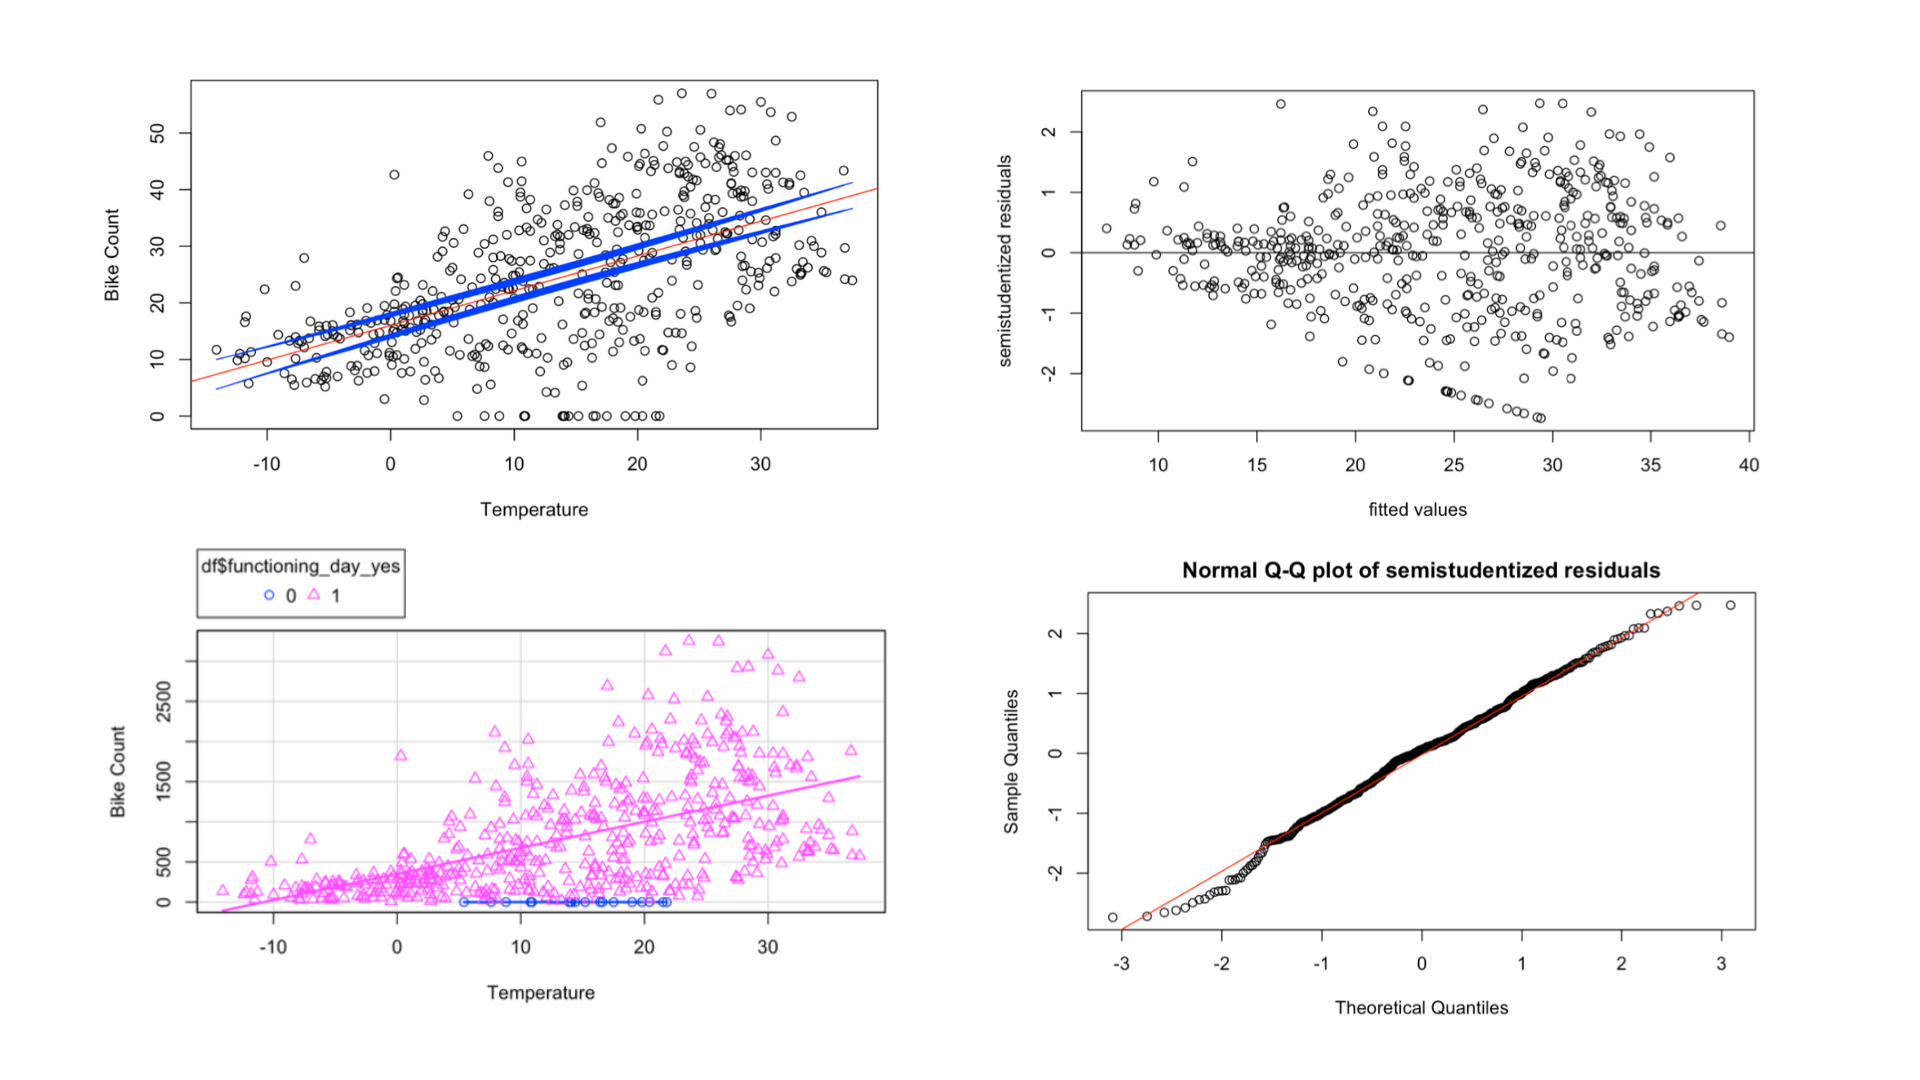 Bike Count
50
40
30
20
10
0
-10 0 10 20 30
Temperature
semistudentized residuals
2
1
0
-1
-2
10 15 20 25 30 35 40
fitted values
df$functioning_day_yes
0 1
Bike Count
2500
1500
500
0
-10 0 10 20 30
Temperature
Normal Q-Q plot of semistudentized residuals
Sample Quantiles
2
1
0
-1
-2
-3 -2 -1 0 1 2 3
Theoretical Quantiles